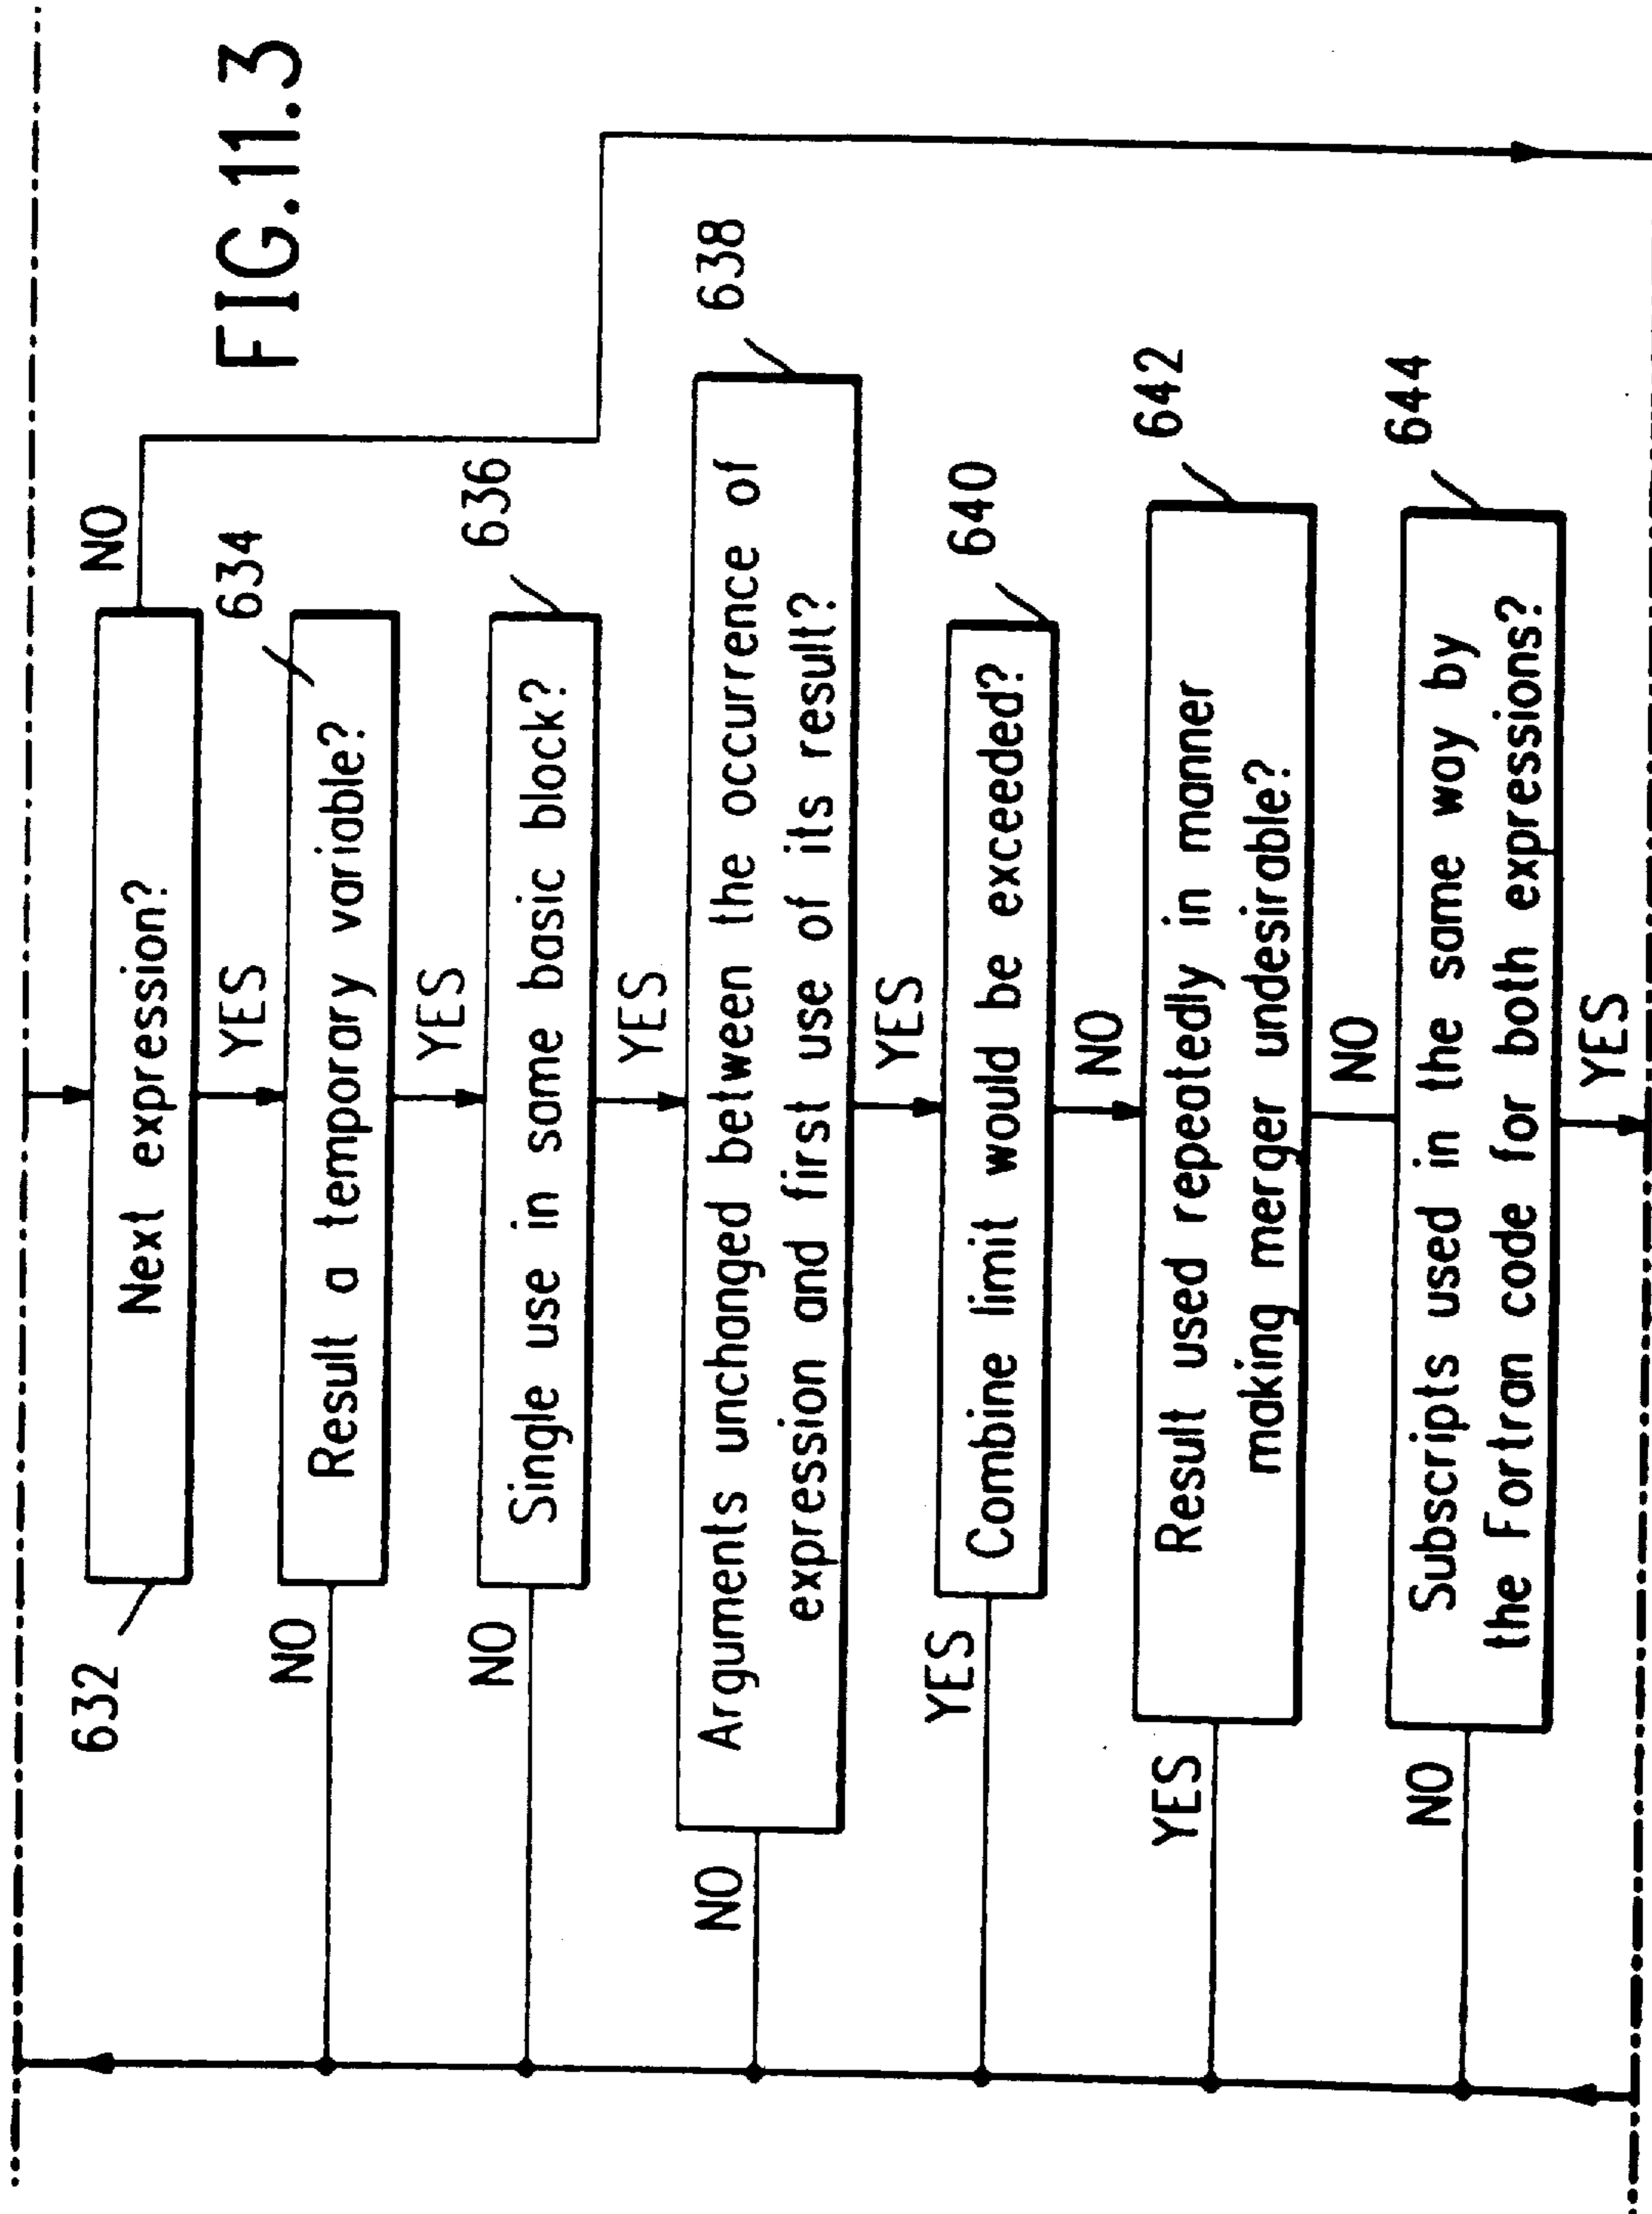 FIG.11.3
632
Next expression?
NO
YES
634
NO
Result a temporary variable?
YES
636
NO
Single use in same basic block?
YES
638
NO
Arguments unchanged between the occurrence of
expression and first use of its result?
YES
640
YES
Combine limit would be exceeded?
NO
642
YES
Result used repeatedly in manner
making merger undesirable?
NO
644
NO
Subscripts used in the same way by
the Fortran code for both expressions?
YES